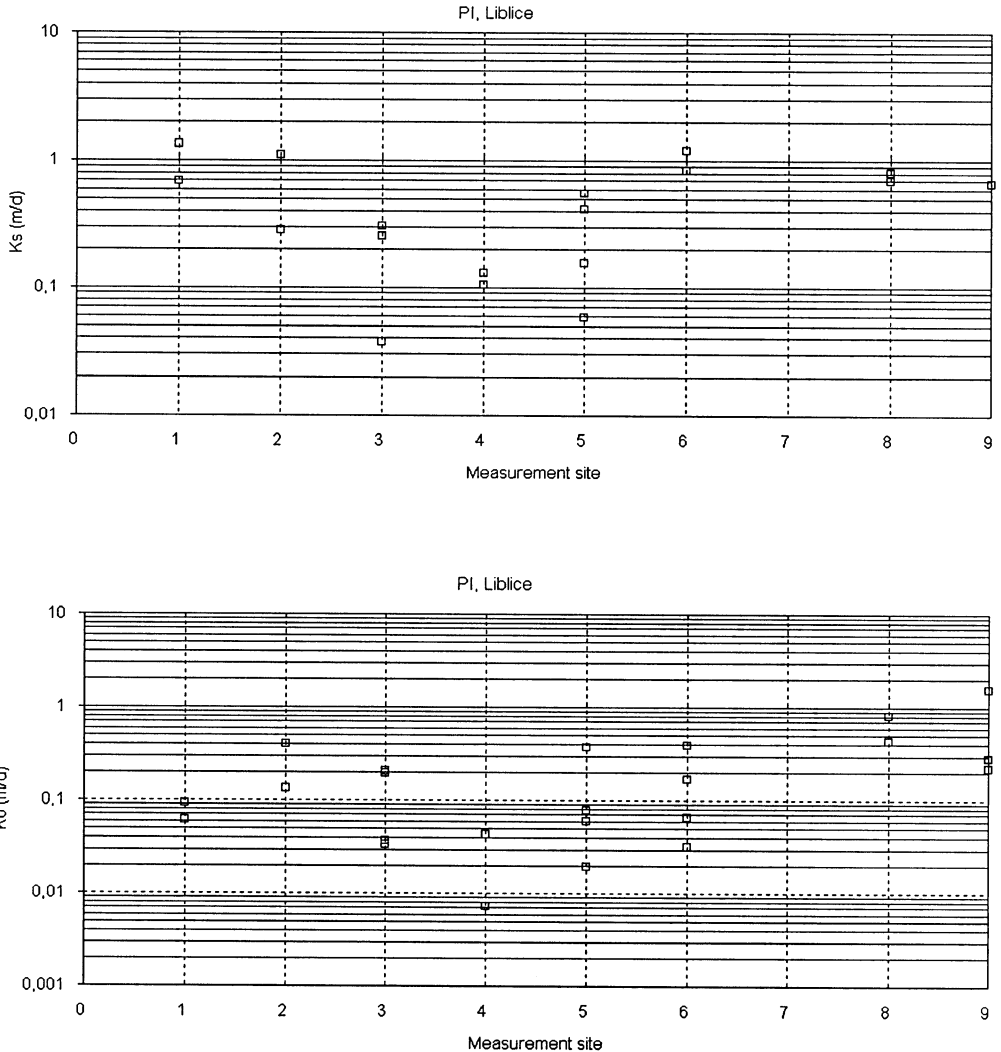 PI, Liblice
10
1
0,1
0,01
Ks (m/d)
0 1 2 3 4 5 6 7 8 9
Measurement site
PI, Liblice
10
1
0,1
0,01
0,001
(m/d)
0 1 2 3 4 5 6 7 8 9
Measurement site